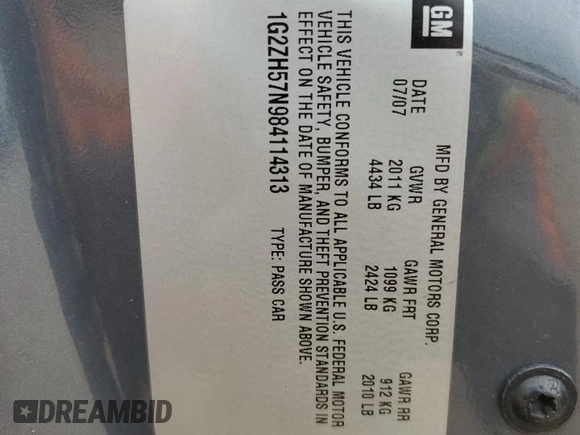 GM
MFD BY GENERAL MOTORS CORP.
DATE GVWR GAWR FRT GAWR RR
07/07 2011 KG 1099 KG 912 KG
4434 LB 2424 LB 2010 LB
THIS VEHICLE CONFORMS TO ALL APPLICABLE U.S. FEDERAL MOTOR
VEHICLE SAFETY, BUMPER, AND THEFT PREVENTION STANDARDS IN
EFFECT ON THE DATE OF MANUFACTURE SHOWN ABOVE.
1G2ZH57N984114313 TYPE: PASS CAR
DREAMBID